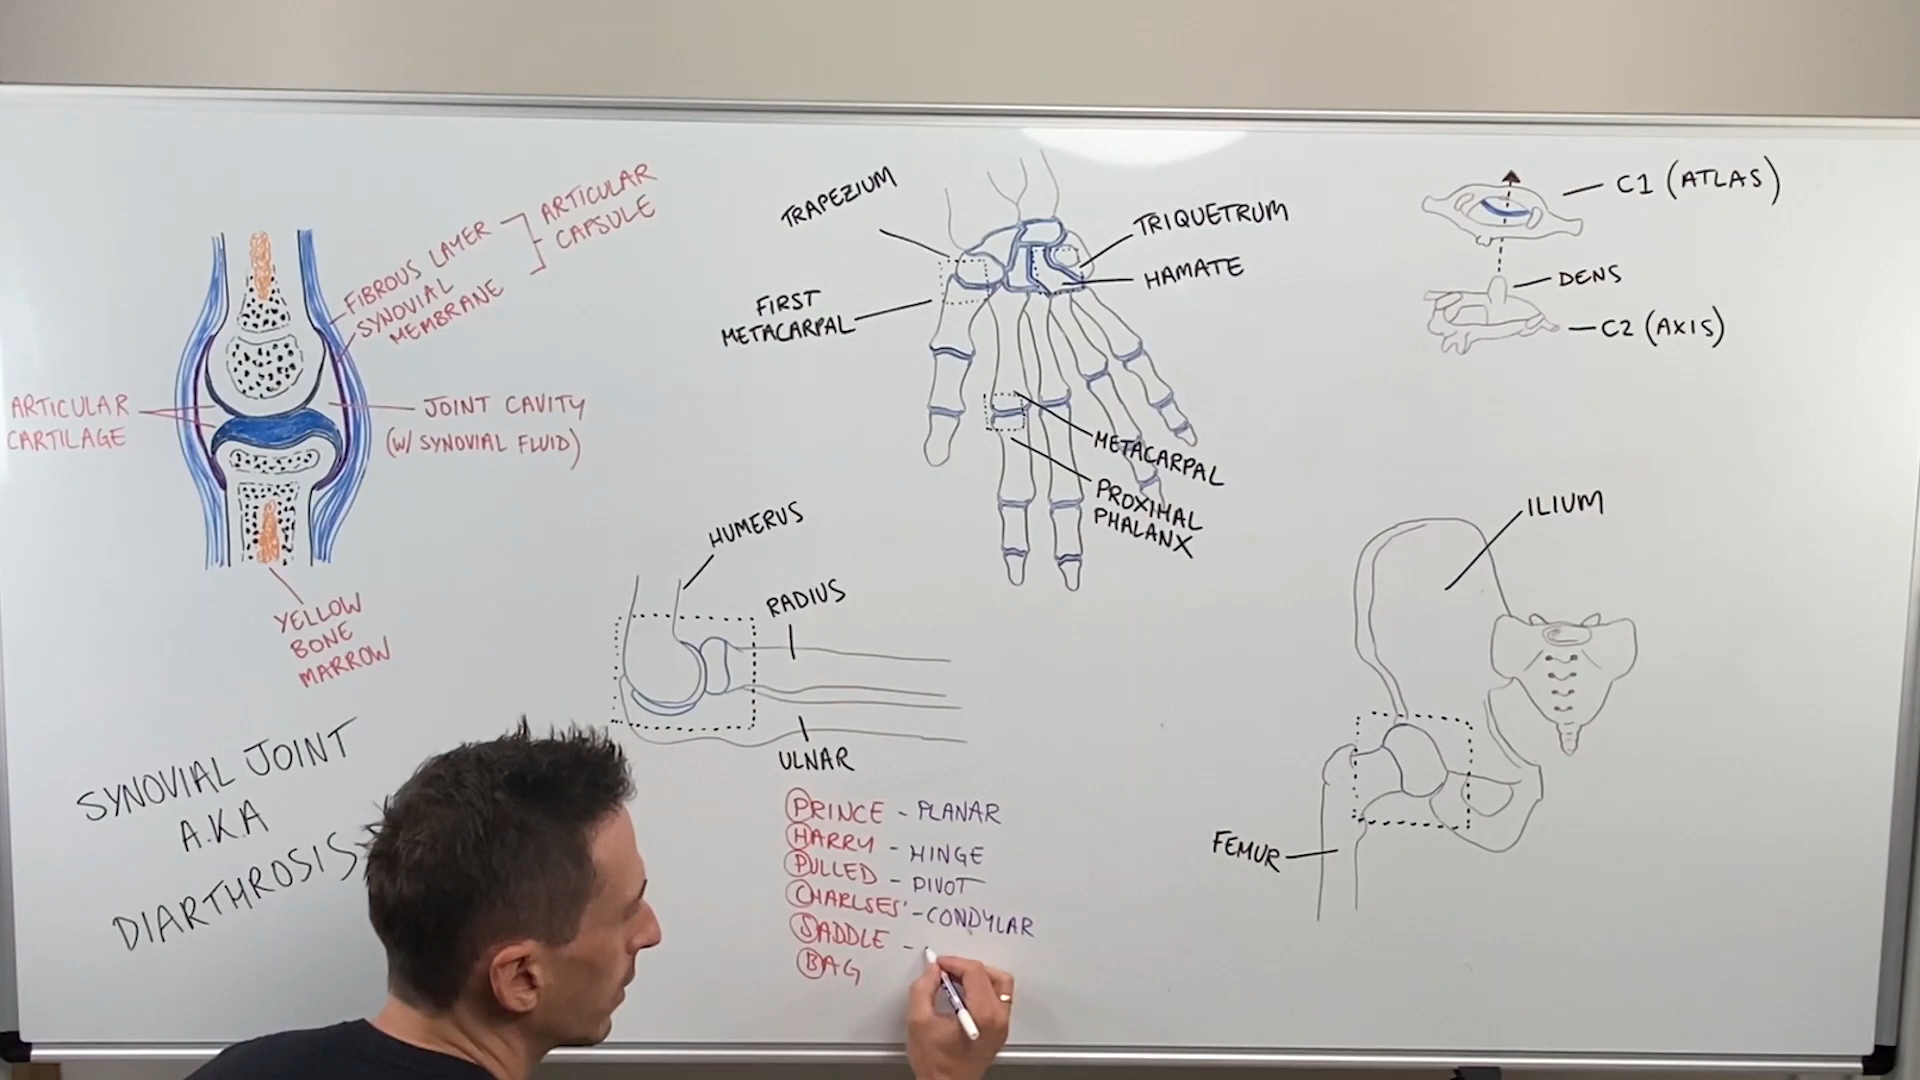 ARTICULAR
CAPSULE
FIBROUS LAYER
SYNOVIAL
MEMBRANE
ARTICULAR
CARTILAGE
JOINT CAVITY
(W/ SYNOVIAL FLUID)
YELLOW
BONE
MARROW
SYNOVIAL JOINT
A.K.A
DIARTHROSIS
TRAPEZIUM
FIRST
METACARPAL
TRIQUETRUM
HAMATE
METACARPAL
PROXIMAL
PHALANX
HUMERUS
RADIUS
ULNAR
PRINCE - PLANAR
HARRY - HINGE
PULLED - PIVOT
CHARLSES' - CONDYLAR
SADDLE -
BAG
C1 (ATLAS)
DENS
C2 (AXIS)
ILIUM
FEMUR